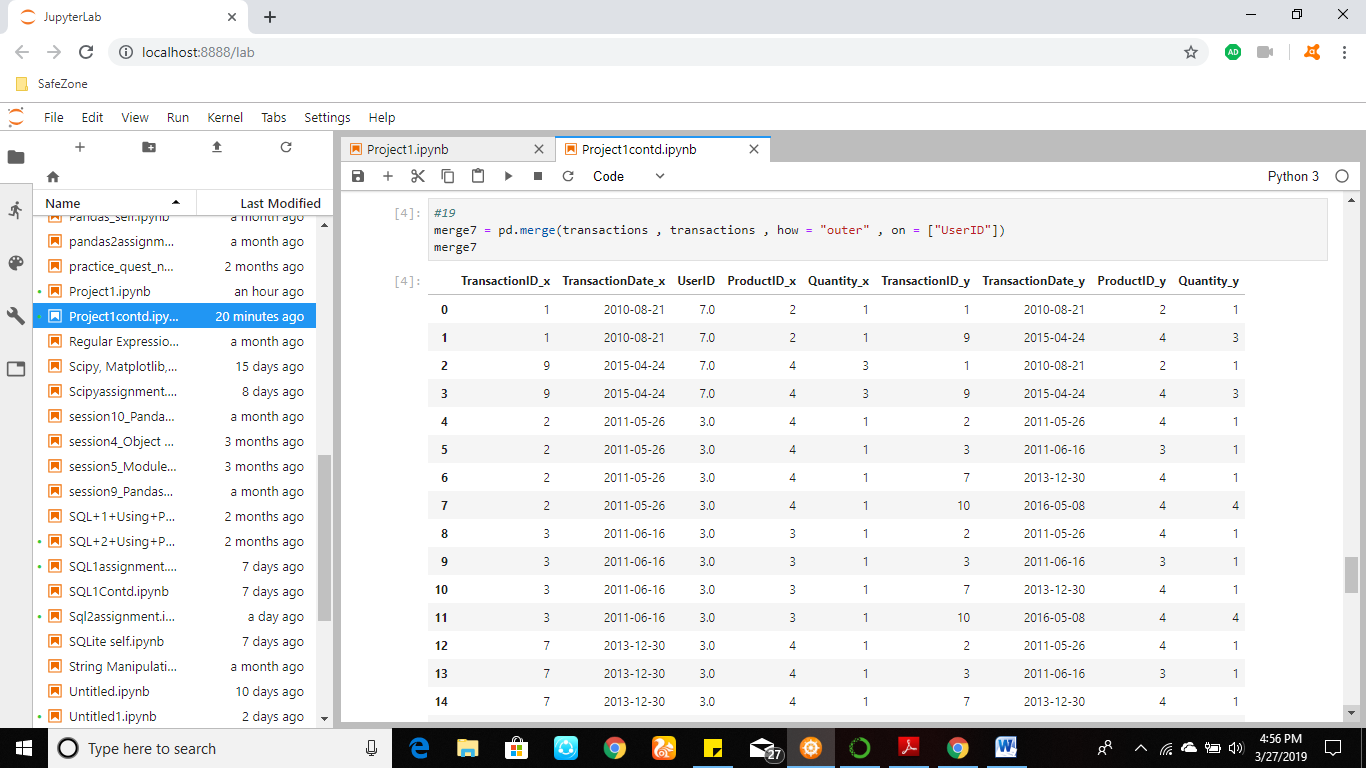 JupyterLab
localhost:8888/lab
AD
SafeZone
File Edit View Run Kernel Tabs Settings Help
Project1.ipynb
Project1contd.ipynb
Code
Python 3
Name Last Modified
Pandas_self.ipynb a month ago
pandas2assignm... a month ago
practice_quest_n... 2 months ago
Project1.ipynb an hour ago
Project1contd.ipy... 20 minutes ago
Regular Expressio... a month ago
Scipy, Matplotlib,... 15 days ago
Scipyassignment.... 8 days ago
session10_Panda... a month ago
session4_Object ... 3 months ago
session5_Module... 3 months ago
session9_Pandas... a month ago
SQL+1+Using+P... 2 months ago
SQL+2+Using+P... 2 months ago
SQL1assignment.... 7 days ago
SQL1Contd.ipynb 7 days ago
Sql2assignment.i... a day ago
SQLite self.ipynb 7 days ago
String Manipulati... a month ago
Untitled.ipynb 10 days ago
Untitled1.ipynb 2 days ago
[4]: #19
merge7 = pd.merge(transactions , transactions , how = "outer" , on = ["UserID"])
merge7
[4]: TransactionID_x TransactionDate_x UserID ProductID_x Quantity_x TransactionID_y TransactionDate_y ProductID_y Quantity_y
0 1 2010-08-21 7.0 2 1 1 2010-08-21 2 1
1 1 2010-08-21 7.0 2 1 9 2015-04-24 4 3
2 9 2015-04-24 7.0 4 3 1 2010-08-21 2 1
3 9 2015-04-24 7.0 4 3 9 2015-04-24 4 3
4 2 2011-05-26 3.0 4 1 2 2011-05-26 4 1
5 2 2011-05-26 3.0 4 1 3 2011-06-16 3 1
6 2 2011-05-26 3.0 4 1 7 2013-12-30 4 1
7 2 2011-05-26 3.0 4 1 10 2016-05-08 4 4
8 3 2011-06-16 3.0 3 1 2 2011-05-26 4 1
9 3 2011-06-16 3.0 3 1 3 2011-06-16 3 1
10 3 2011-06-16 3.0 3 1 7 2013-12-30 4 1
11 3 2011-06-16 3.0 3 1 10 2016-05-08 4 4
12 7 2013-12-30 3.0 4 1 2 2011-05-26 4 1
13 7 2013-12-30 3.0 4 1 3 2011-06-16 3 1
14 7 2013-12-30 3.0 4 1 7 2013-12-30 4 1
Type here to search
27
4:56 PM
3/27/2019